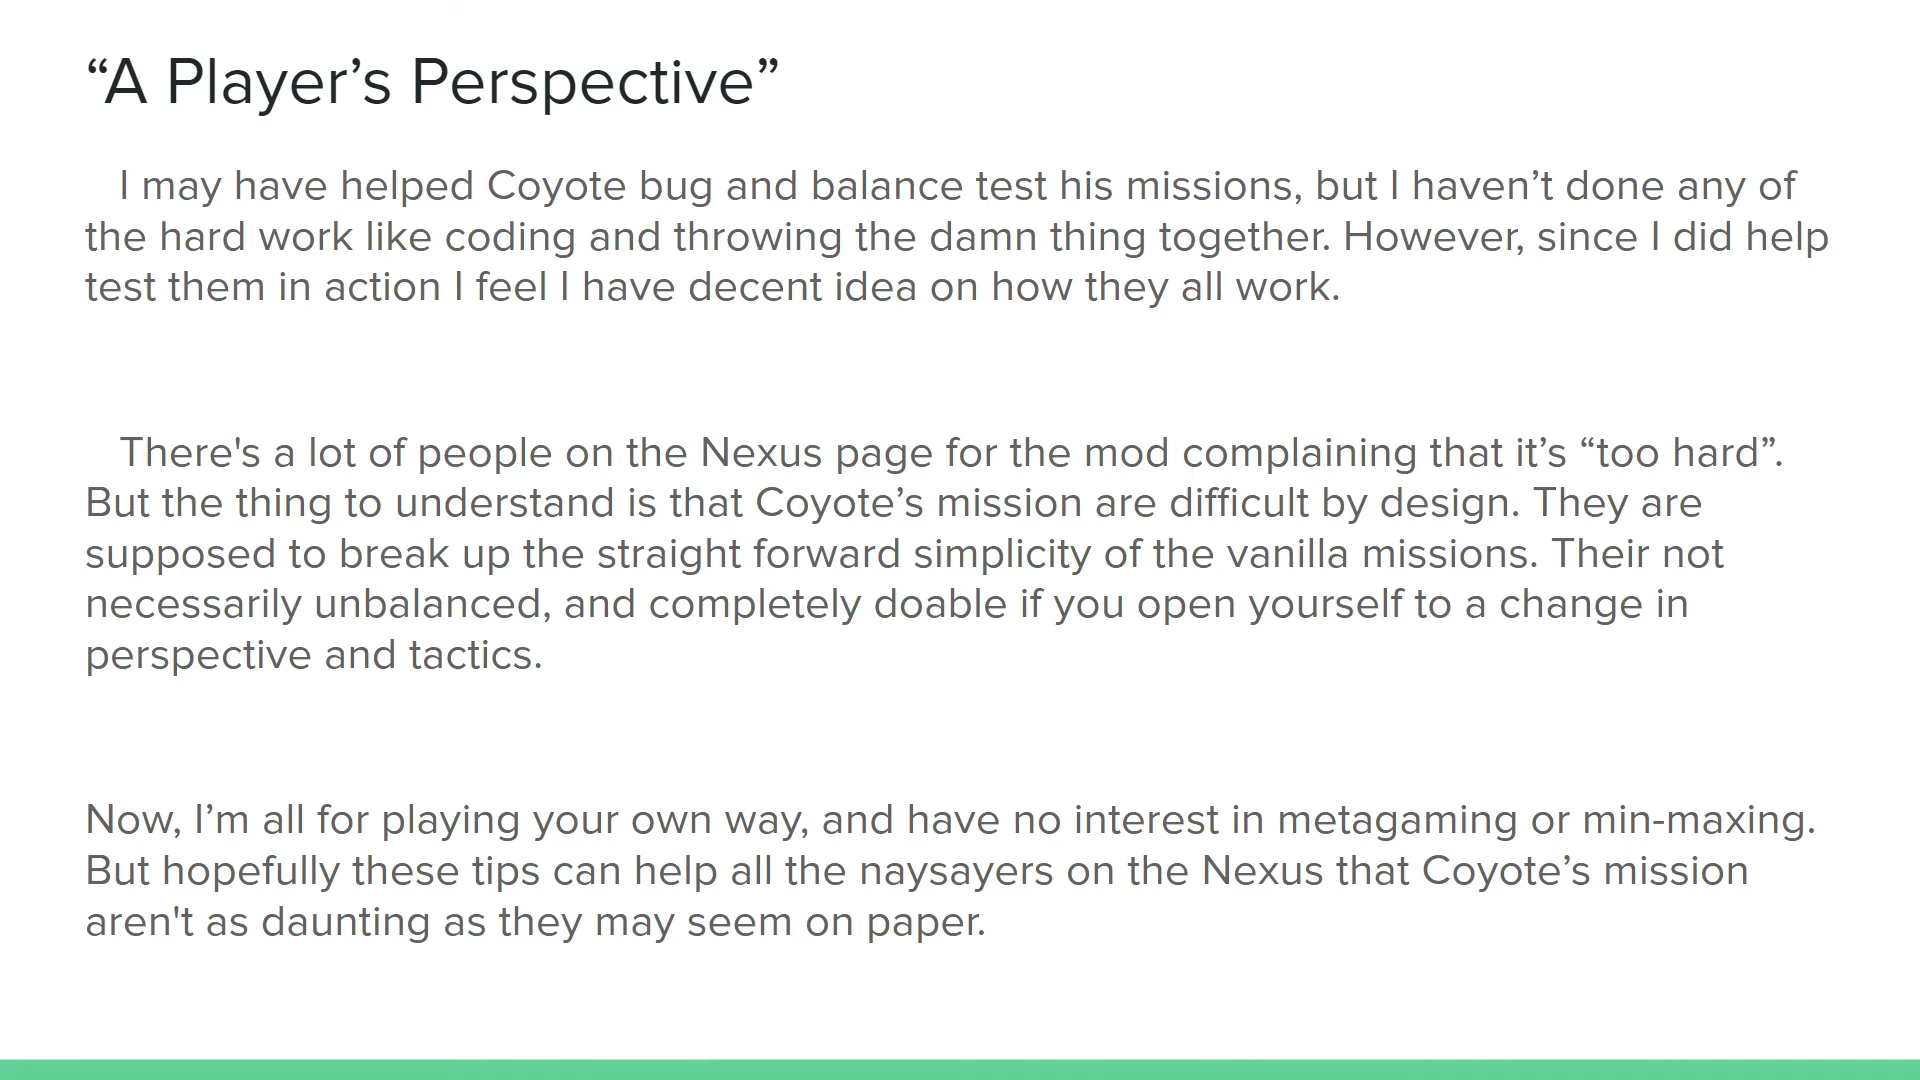 “A Player’s Perspective”
I may have helped Coyote bug and balance test his missions, but I haven’t done any of
the hard work like coding and throwing the damn thing together. However, since I did help
test them in action I feel I have decent idea on how they all work.
There's a lot of people on the Nexus page for the mod complaining that it’s “too hard”.
But the thing to understand is that Coyote’s mission are difficult by design. They are
supposed to break up the straight forward simplicity of the vanilla missions. Their not
necessarily unbalanced, and completely doable if you open yourself to a change in
perspective and tactics.
Now, I’m all for playing your own way, and have no interest in metagaming or min-maxing.
But hopefully these tips can help all the naysayers on the Nexus that Coyote’s mission
aren't as daunting as they may seem on paper.